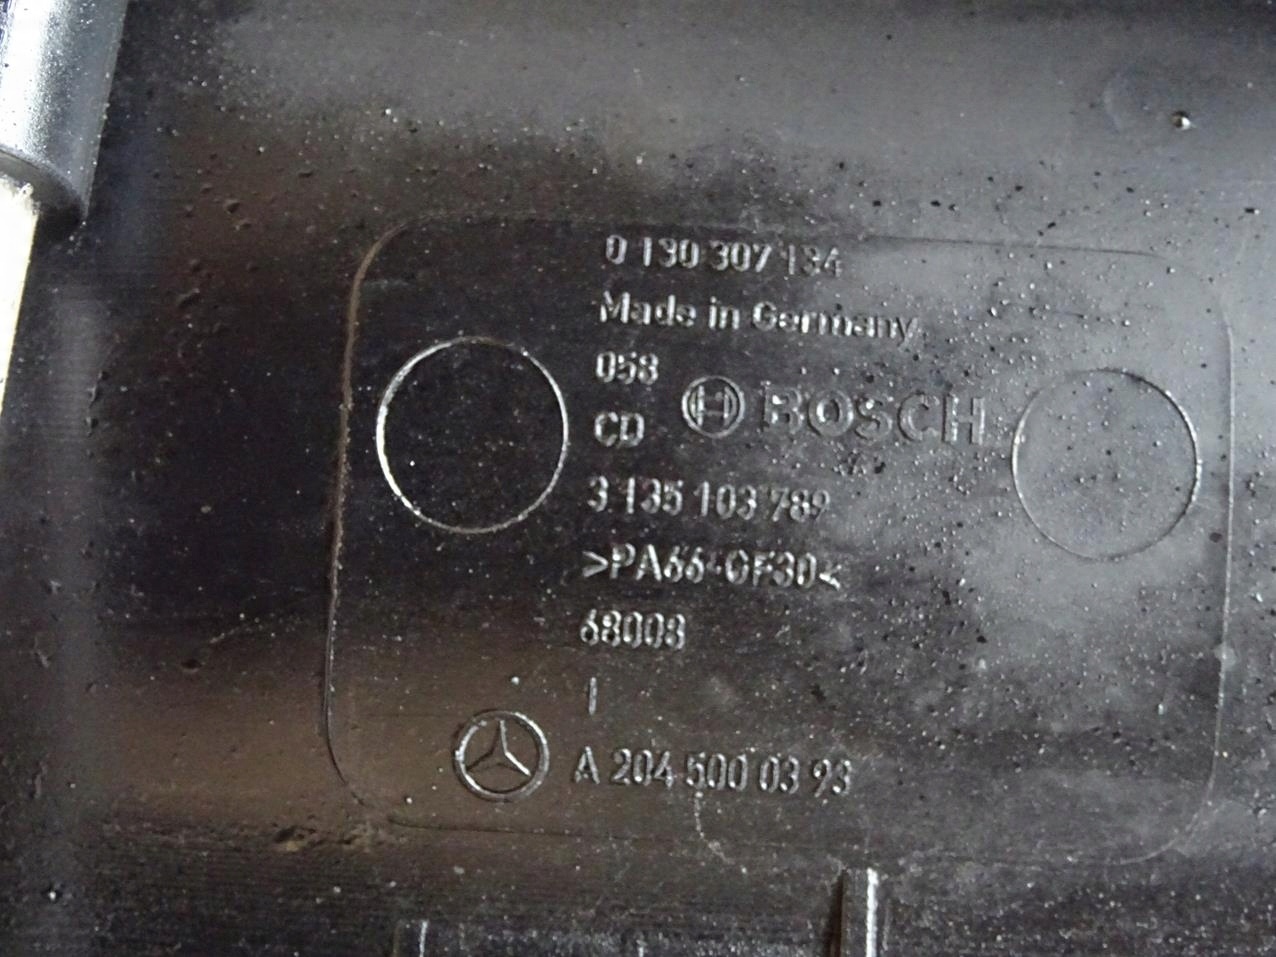 0 130 307 134
Made in Germany
058
CD
BOSCH
3 135 103 789
>PA66-GF30<
68008
I
A 204 500 03 93